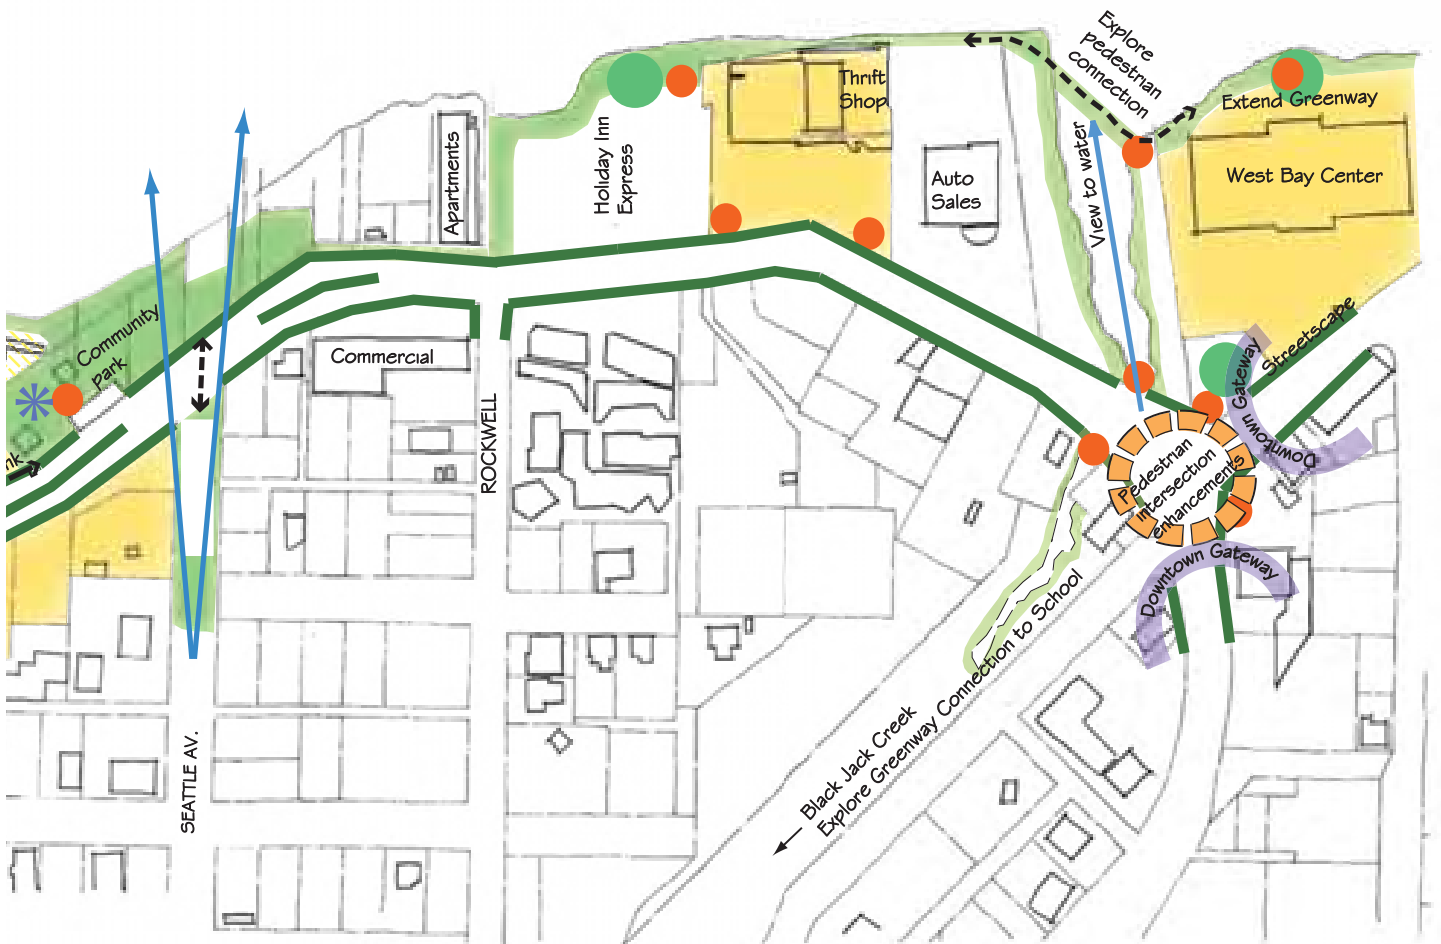 Explore
pedestrian
connection
Thrift
Shop
Extend Greenway
Apartments
Holiday Inn
Express
Auto
Sales
View to water
West Bay Center
Community
park
Commercial
Streetscape
Downtown Gateway
ROCKWELL
Pedestrian
intersection
enhancements
nk
Downtown Gateway
SEATTLE AV.
Black Jack Creek
Explore Greenway Connection to School